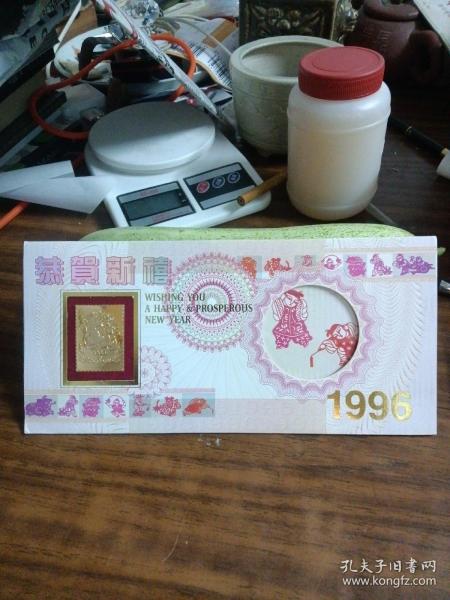 恭賀新禧
WISHING YOU
A HAPPY & PROSPEROUS
NEW YEAR
1996
孔夫子旧书网
www.kongfz.com